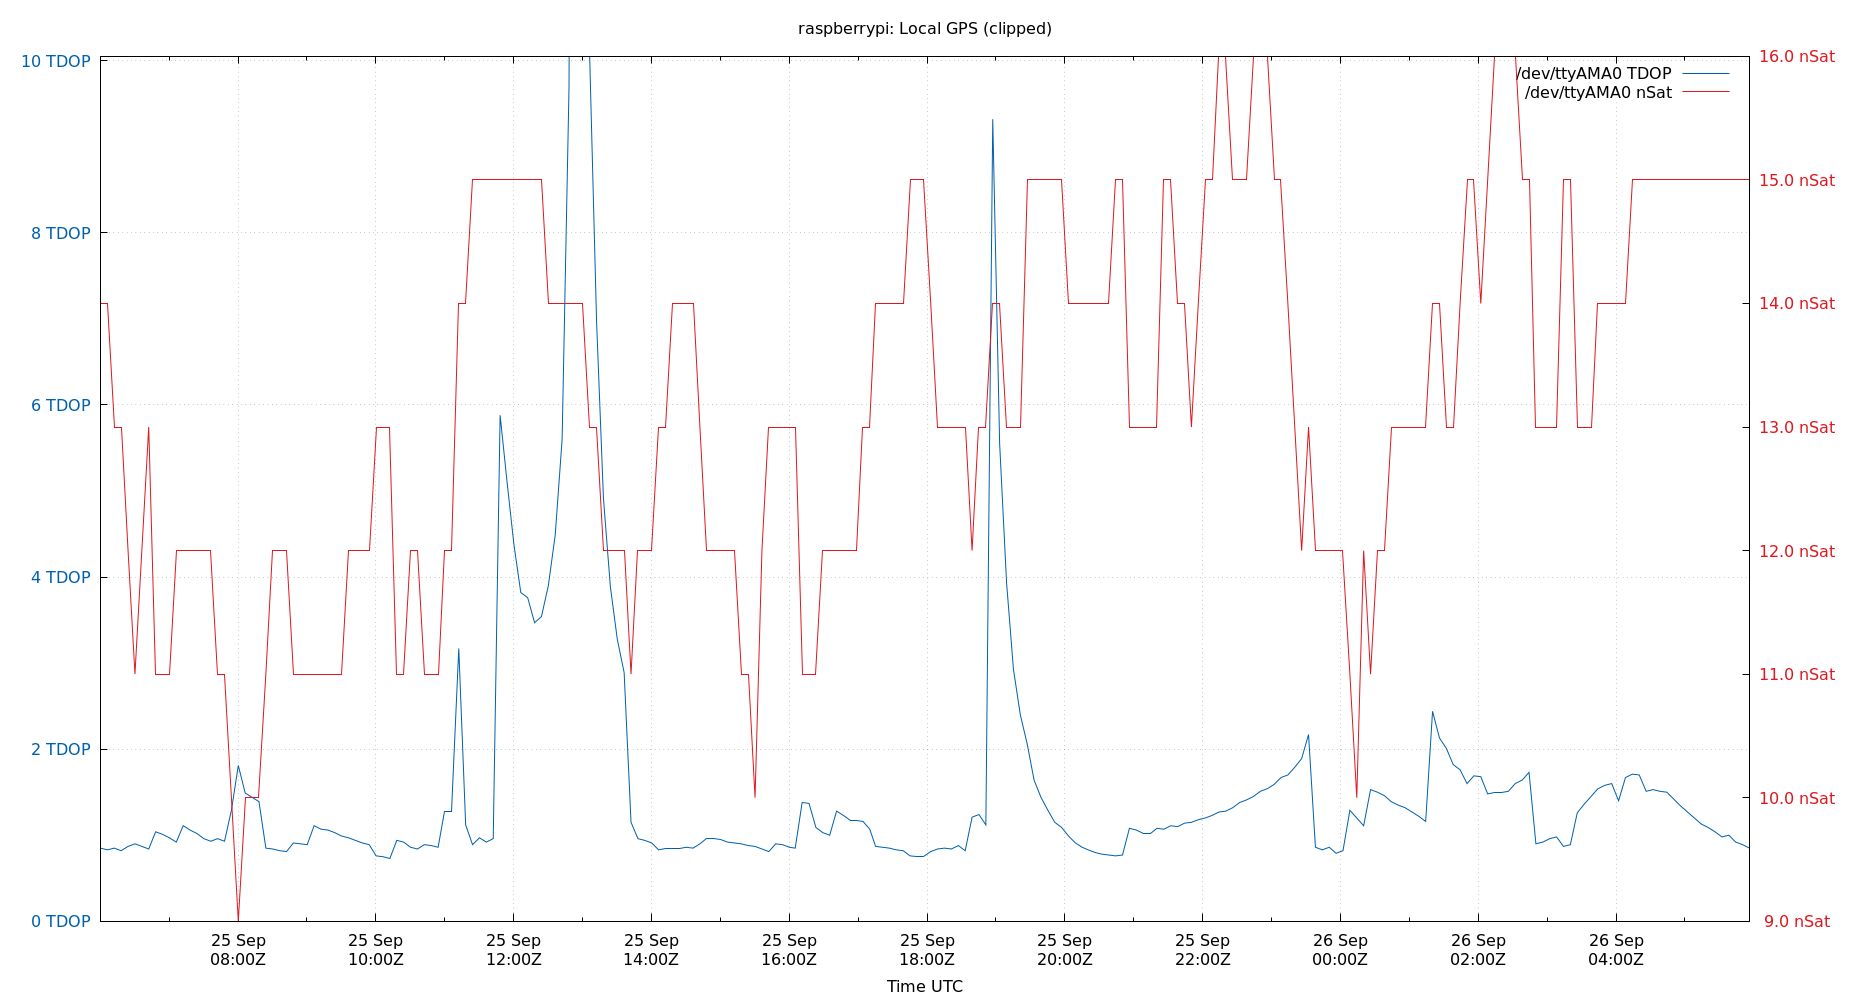 raspberrypi: Local GPS (clipped)
10 TDOP
8 TDOP
6 TDOP
4 TDOP
2 TDOP
0 TDOP
16.0 nSat
15.0 nSat
14.0 nSat
13.0 nSat
12.0 nSat
11.0 nSat
10.0 nSat
9.0 nSat
/dev/ttyAMA0 TDOP
/dev/ttyAMA0 nSat
25 Sep 25 Sep 25 Sep 25 Sep 25 Sep 25 Sep 25 Sep 25 Sep 26 Sep 26 Sep 26 Sep
08:00Z 10:00Z 12:00Z 14:00Z 16:00Z 18:00Z 20:00Z 22:00Z 00:00Z 02:00Z 04:00Z
Time UTC